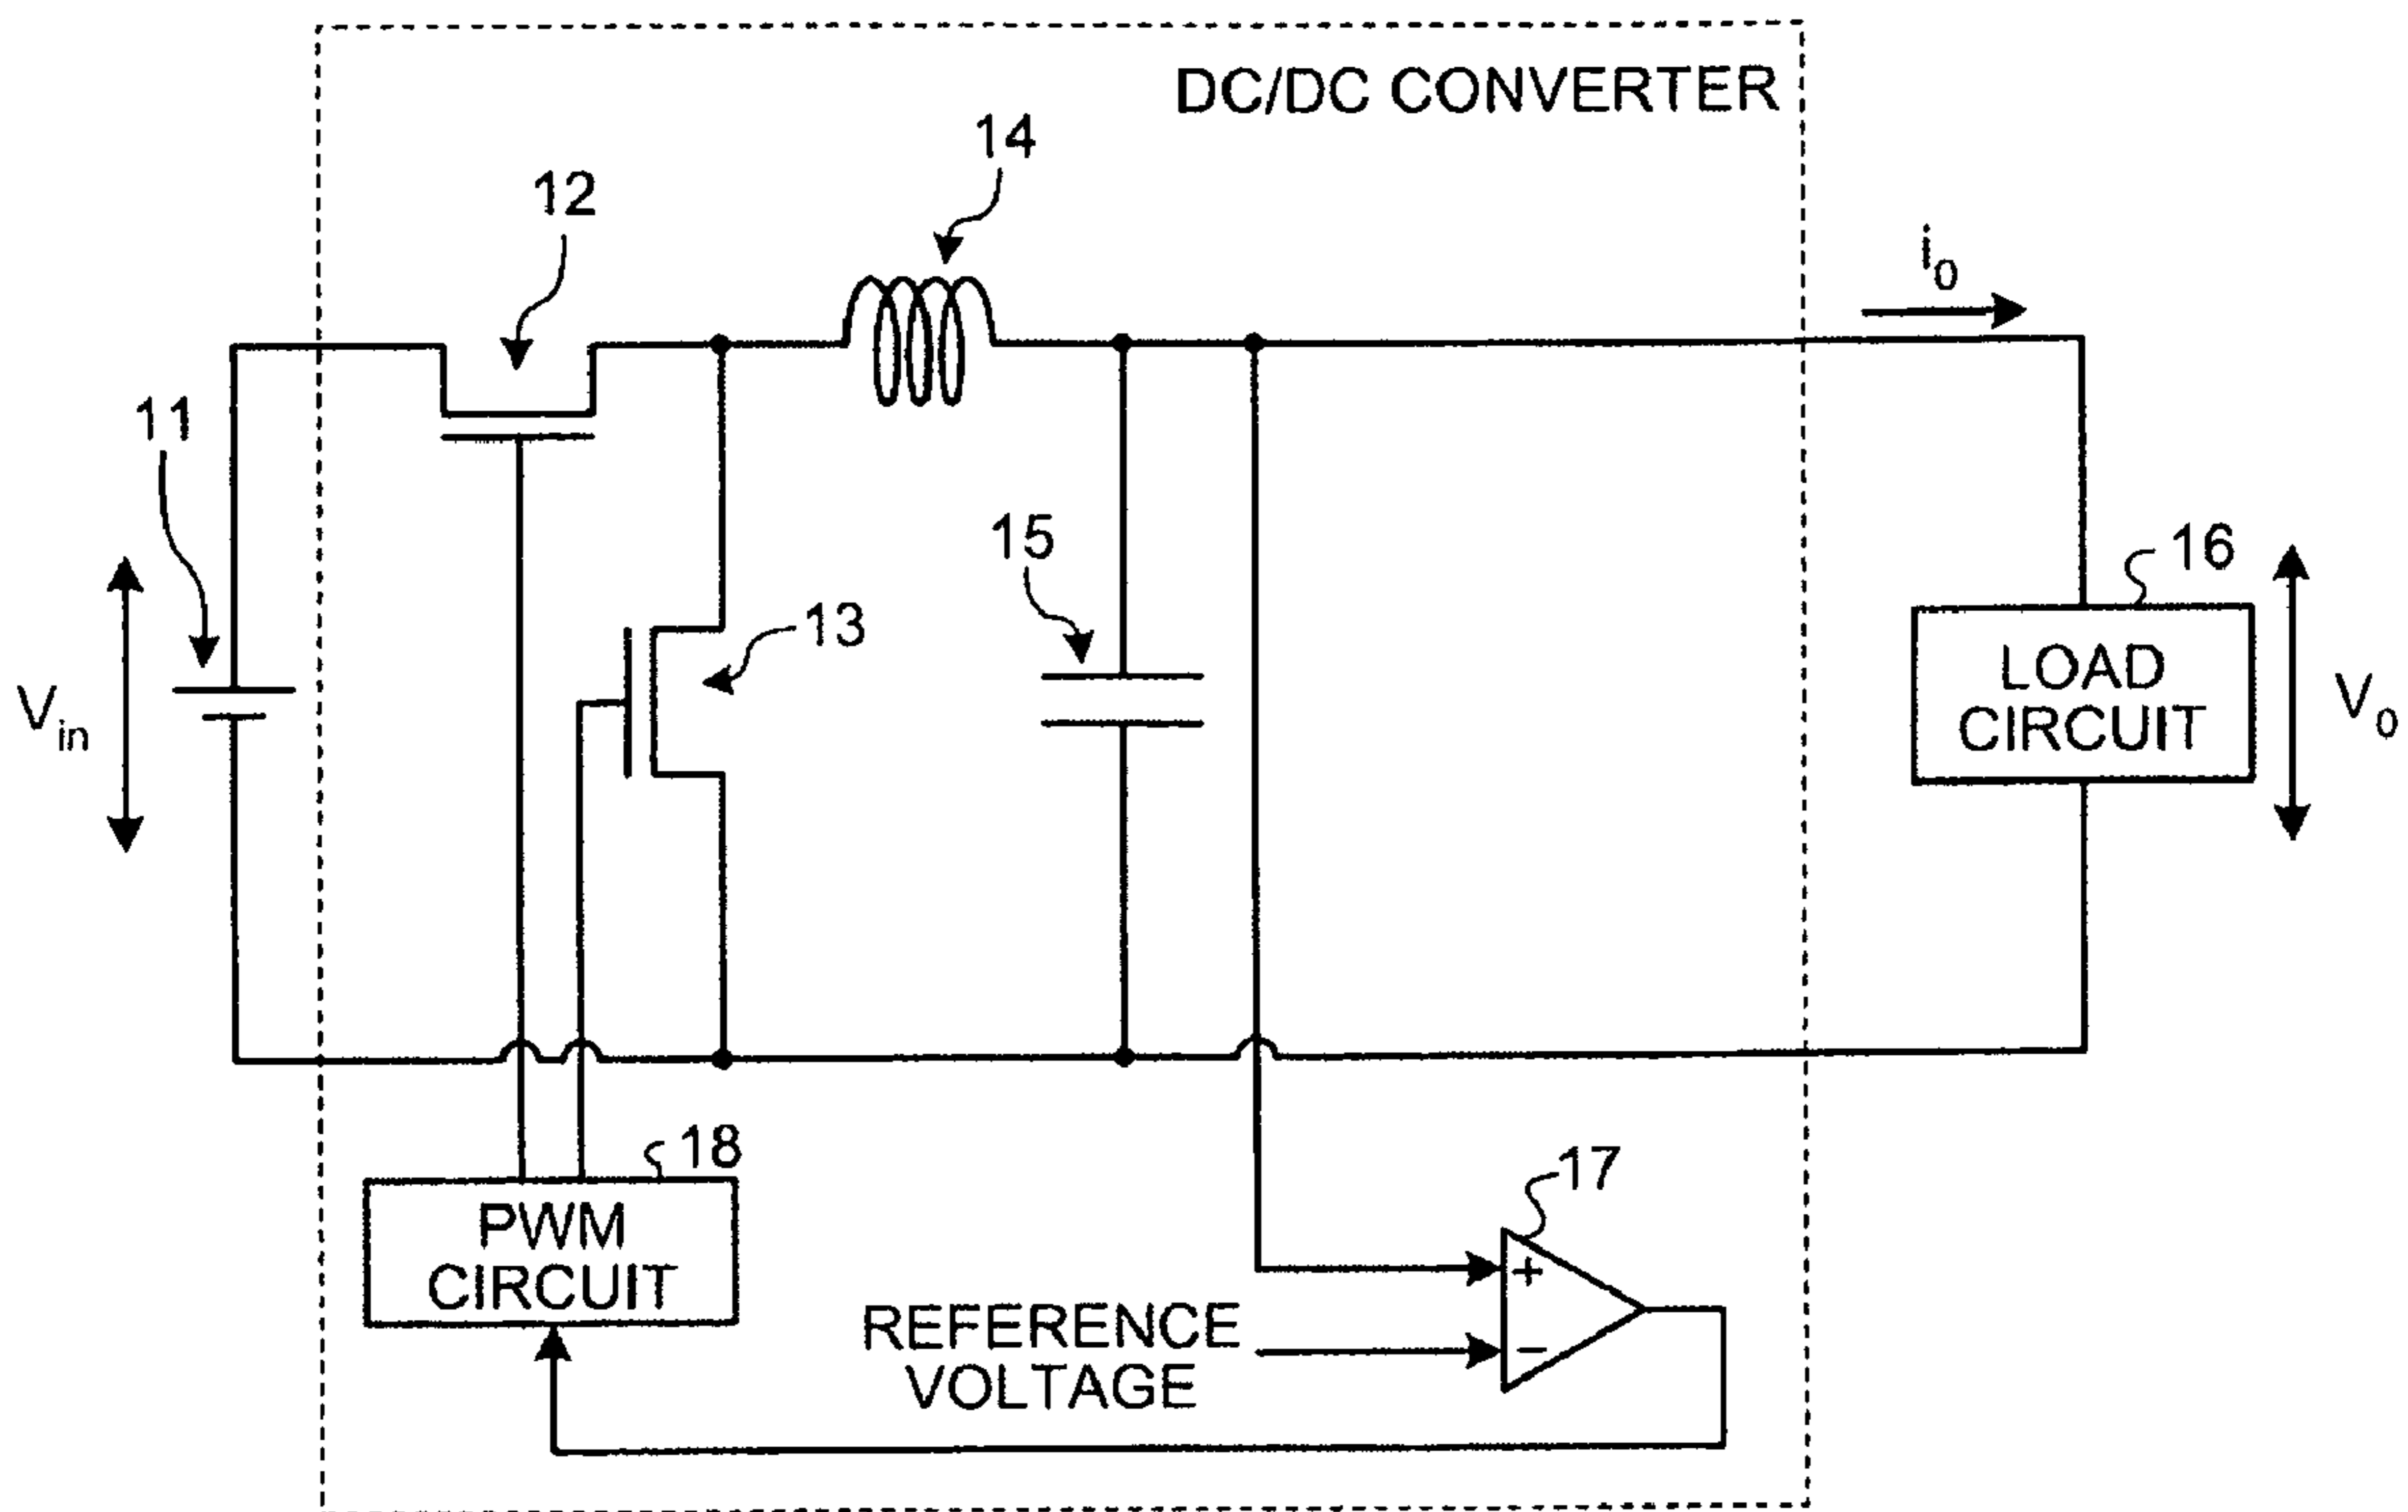 DC/DC CONVERTER
14
12
i0
11
15
16
13
LOAD
CIRCUIT
Vin
V0
18
17
PWM
CIRCUIT
+
REFERENCE
VOLTAGE
−